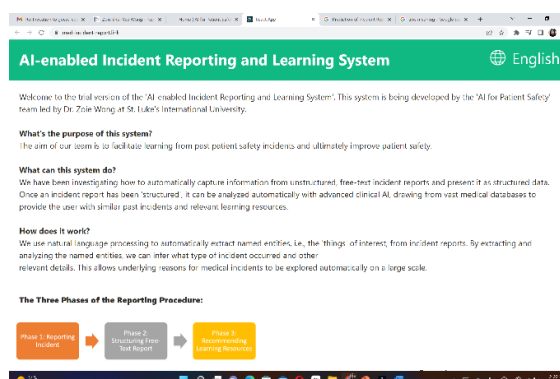 AI-enabled Incident Reporting and Learning System
English
Welcome to the trial version of the 'AI-enabled Incident Reporting and Learning System'. This system is being developed by the 'AI for Patient Safety'
team led by Dr. Zoie Wong at St. Luke's International University.
What's the purpose of this system?
The aim of our team is to facilitate learning from past patient safety incidents and ultimately improve patient safety.
What can this system do?
We have been investigating how to automatically capture information from unstructured, free-text incident reports and present it as structured data.
Once an incident report has been 'structured', it can be analyzed automatically with advanced clinical AI, drawing from vast medical databases to
provide the user with similar past incidents and relevant learning resources.
How does it work?
We use natural language processing to automatically extract named entities, i.e., the 'things' of interest, from incident reports. By extracting and
analyzing the named entities, we can infer what type of incident occurred and other
relevant details. This allows underlying reasons for medical incidents to be explored automatically on a large scale.
The Three Phases of the Reporting Procedure:
Phase 1: Reporting
Incident
Phase 2:
Structuring Free-
Text Report
Phase 3:
Recommending
Learning Resources